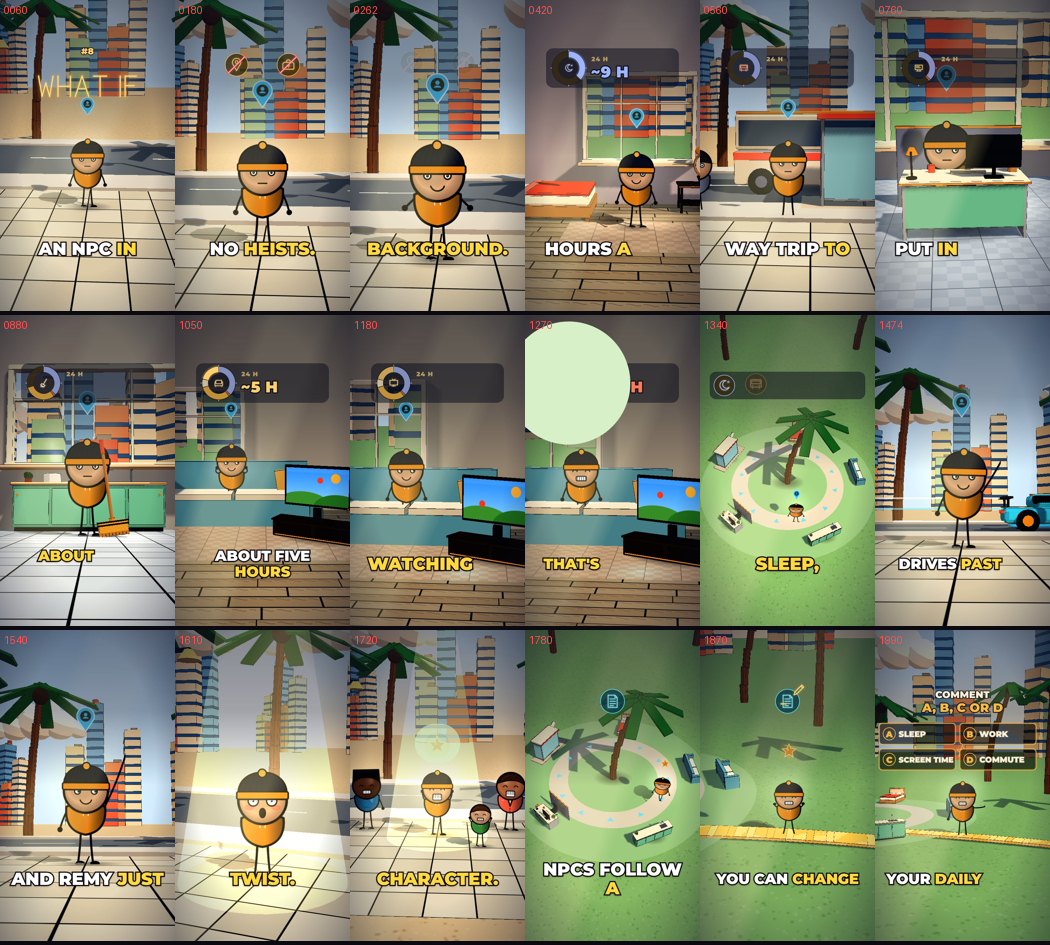 0060
#8
WHAT IF
AN NPC IN
0180
NO HEISTS.
0262
BACKGROUND.
0420
24 H
~9 H
HOURS A
0660
24 H
WAY TRIP TO
0780
24 H
PUT IN
0880
24 H
ABOUT
1050
24 H
~5 H
ABOUT FIVE
HOURS
1180
24 H
WATCHING
1270
H
THAT'S
1340
SLEEP,
1474
DRIVES PAST
1540
AND REMY JUST
1610
TWIST.
1720
CHARACTER.
1780
NPCS FOLLOW
A
1870
YOU CAN CHANGE
1990
COMMENT
A, B, C OR D
A SLEEP
B WORK
C SCREEN TIME
D COMMUTE
YOUR DAILY